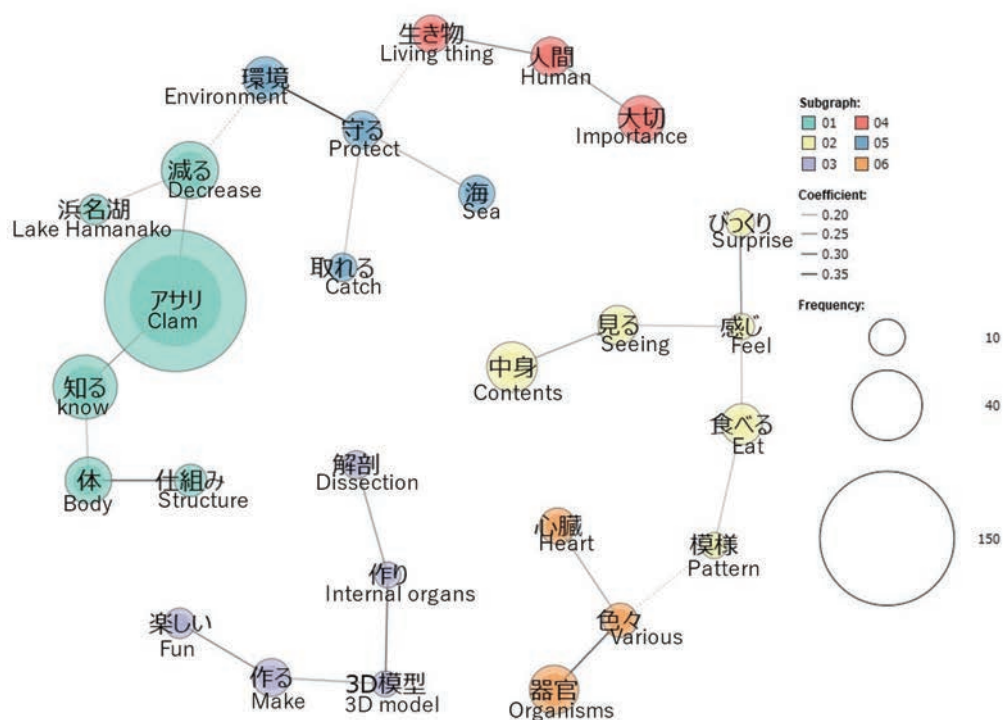 生き物
Living thing
人間
Human
大切
Importance
環境
Environment
守る
Protect
海
Sea
取れる
Catch
減る
Decrease
浜名湖
Lake Hamanako
アサリ
Clam
知る
know
体
Body
仕組み
Structure
びっくり
Surprise
感じ
Feel
見る
Seeing
中身
Contents
食べる
Eat
模様
Pattern
心臓
Heart
色々
Various
器官
Organisms
解剖
Dissection
作り
Internal organs
3D模型
3D model
作る
Make
楽しい
Fun
Subgraph:
01 04
02 05
03 06
Coefficient:
0.20
0.25
0.30
0.35
Frequency:
10
40
150